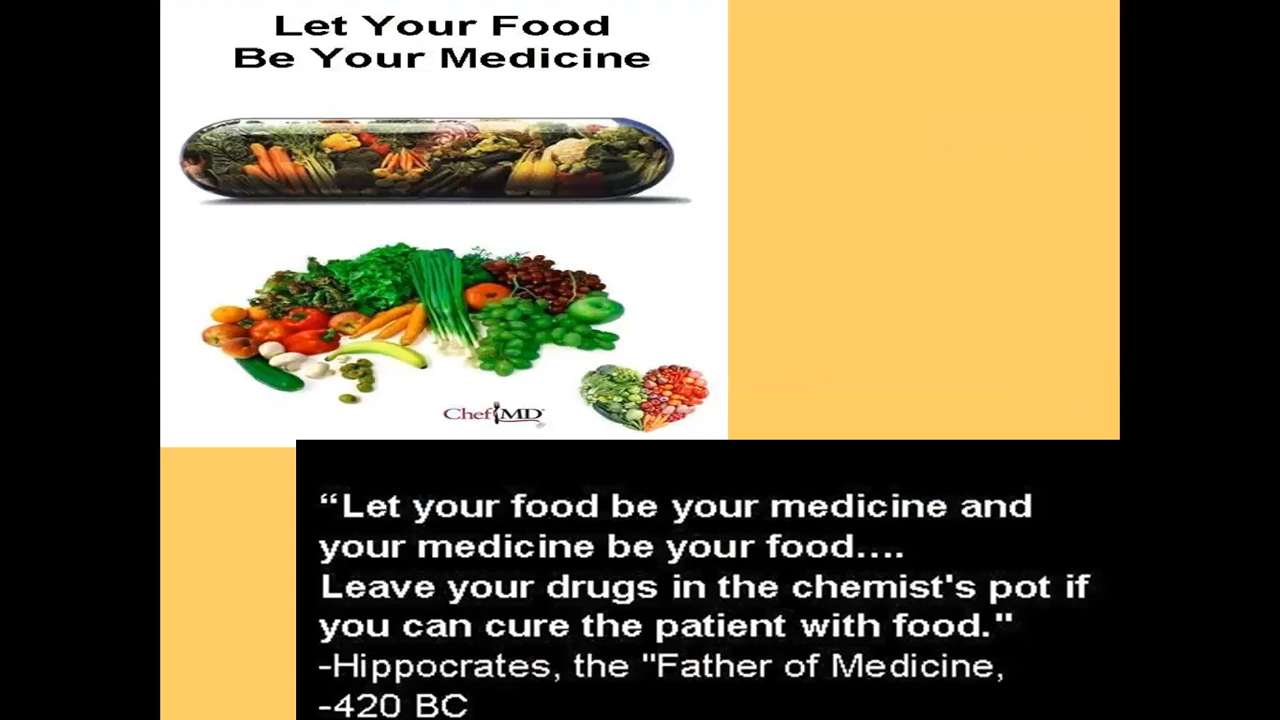 Let Your Food
Be Your Medicine
Chef MD
“Let your food be your medicine and
your medicine be your food....
Leave your drugs in the chemist's pot if
you can cure the patient with food."
-Hippocrates, the "Father of Medicine,
-420 BC